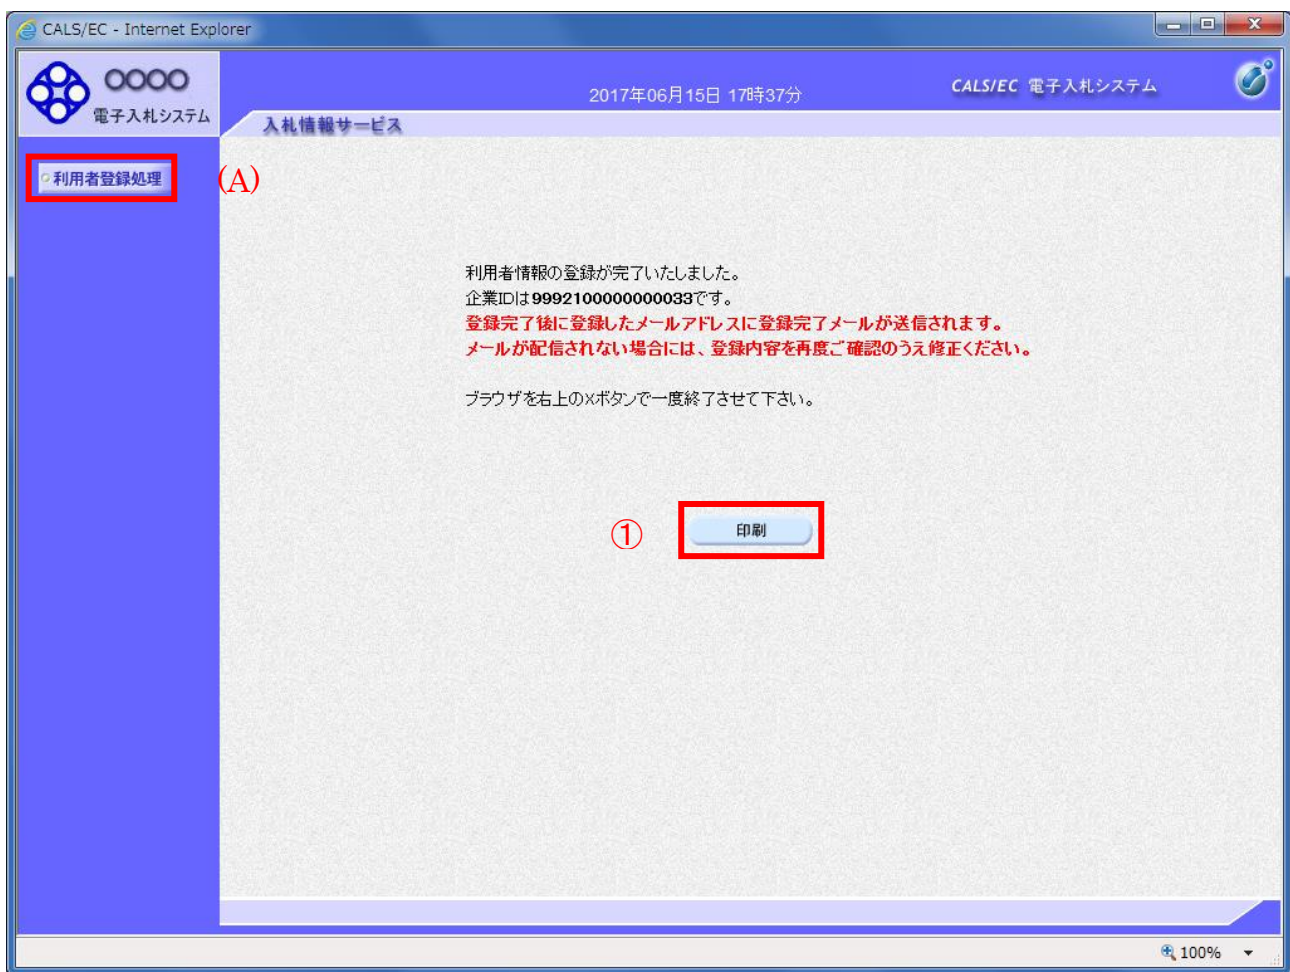 CALS/EC - Internet Explorer
○○○○
電子入札システム
2017年06月15日 17時37分
CALS/EC 電子入札システム
入札情報サービス
利用者登録処理
(A)
利用者情報の登録が完了いたしました。
企業IDは9992100000000033です。
登録完了後に登録したメールアドレスに登録完了メールが送信されます。
メールが配信されない場合には、登録内容を再度ご確認のうえ修正ください。
ブラウザを右上の×ボタンで一度終了させて下さい。
① 印刷
100%